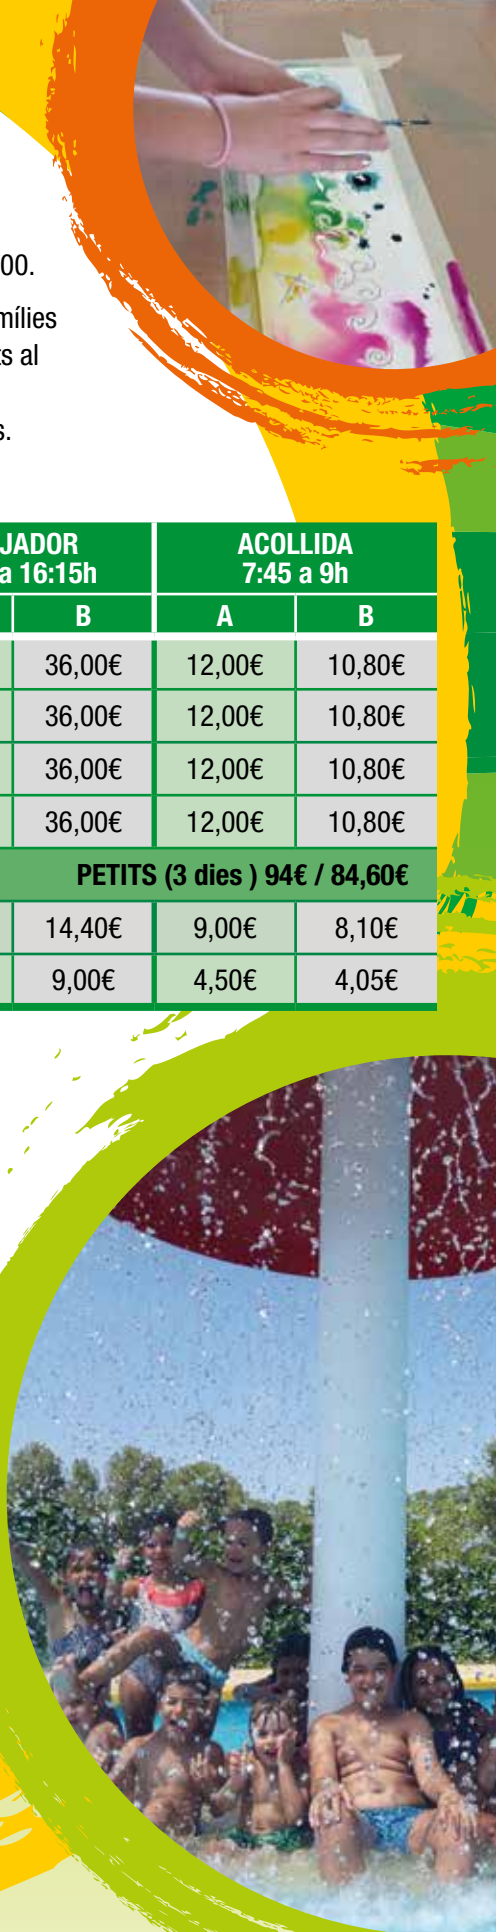 00.
mílies
ts al
s.
JADOR ACOLLIDA
a 16:15h 7:45 a 9h
B A B
36,00€ 12,00€ 10,80€
36,00€ 12,00€ 10,80€
36,00€ 12,00€ 10,80€
36,00€ 12,00€ 10,80€
PETITS (3 dies ) 94€ / 84,60€
14,40€ 9,00€ 8,10€
9,00€ 4,50€ 4,05€